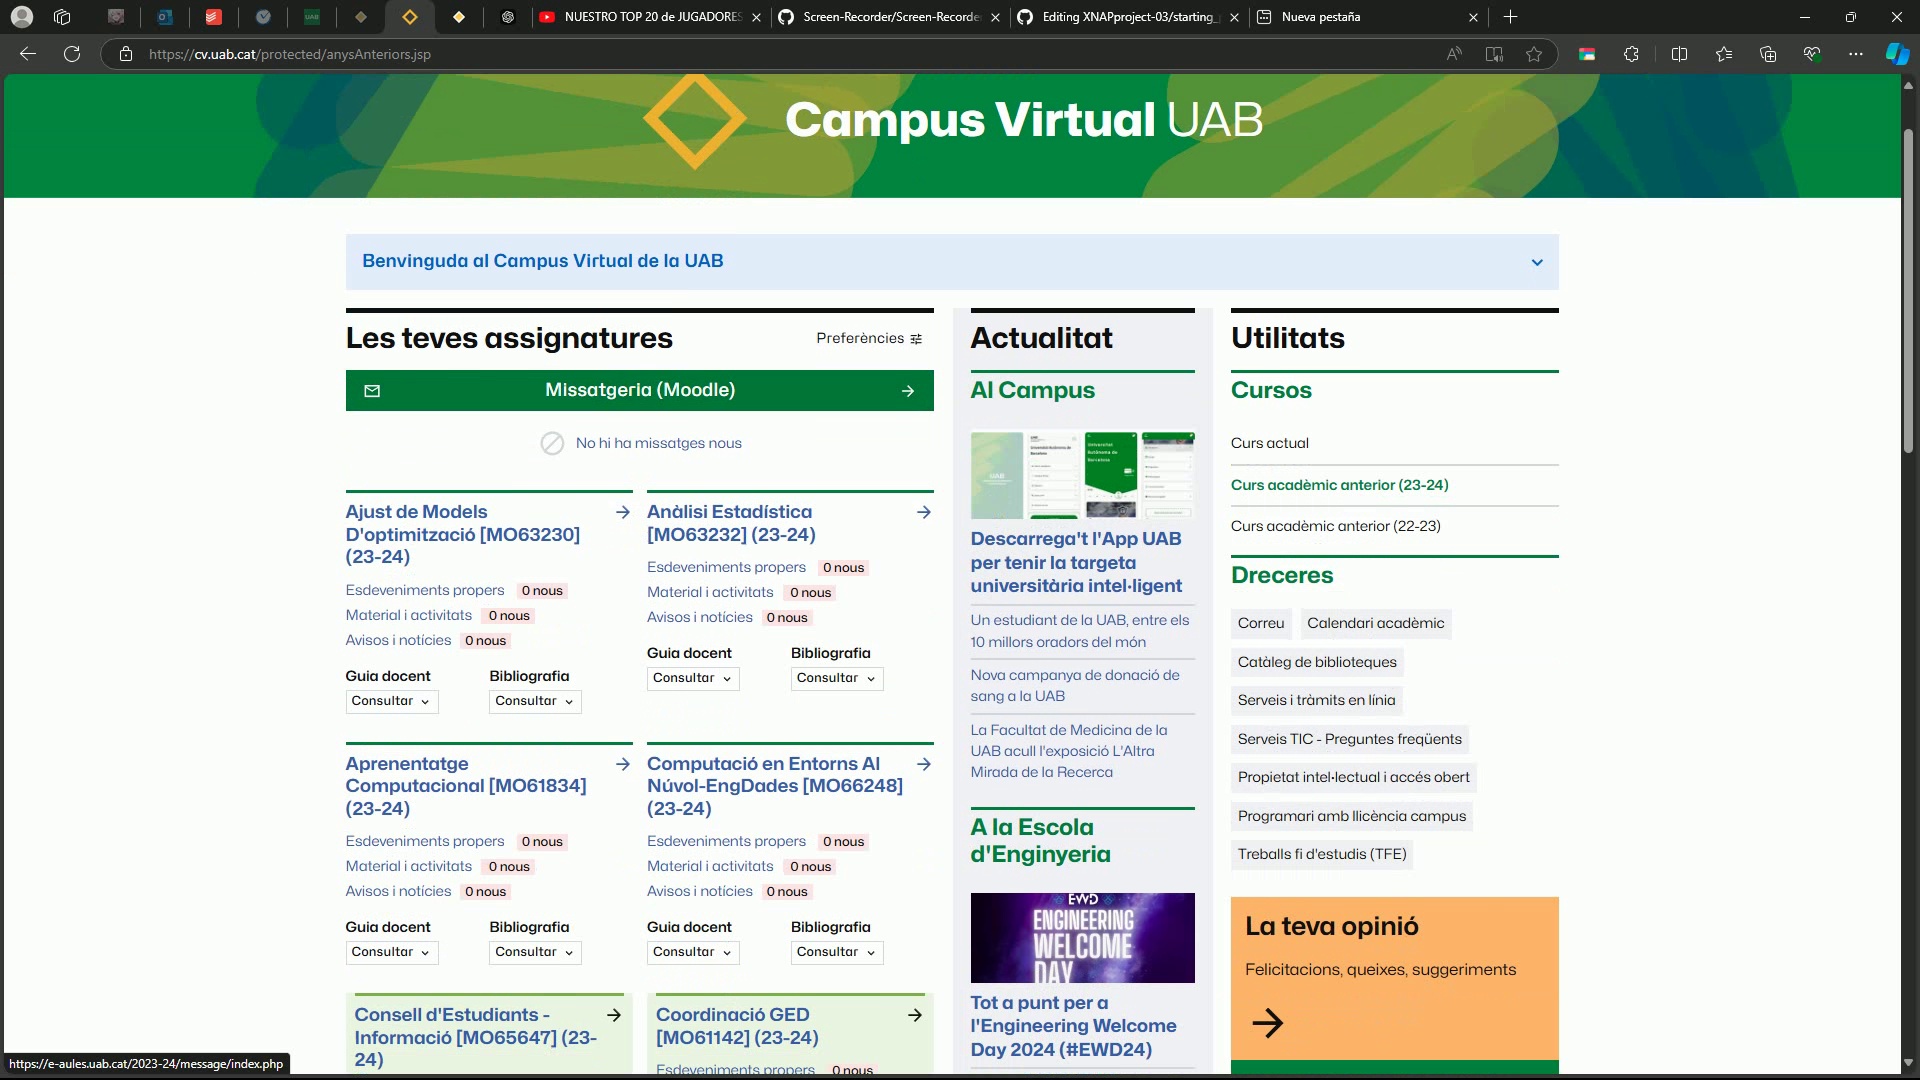 NUESTRO TOP 20 de JUGADORES
Screen-Recorder/Screen-Recorde
Editing XNAPproject-03/starting_
Nueva pestaña
https://cv.uab.cat/protected/anysAnteriors.jsp
Campus Virtual UAB
Benvinguda al Campus Virtual de la UAB
Les teves assignatures
Preferències
Missatgeria (Moodle)
No hi ha missatges nous
Ajust de Models
D'optimització [MO63230]
(23-24)
Esdeveniments propers 0 nous
Material i activitats 0 nous
Avisos i notícies 0 nous
Guia docent Bibliografia
Consultar Consultar
Anàlisi Estadística
[MO63232] (23-24)
Esdeveniments propers 0 nous
Material i activitats 0 nous
Avisos i notícies 0 nous
Guia docent Bibliografia
Consultar Consultar
Aprenentatge
Computacional [MO61834]
(23-24)
Esdeveniments propers 0 nous
Material i activitats 0 nous
Avisos i notícies 0 nous
Guia docent Bibliografia
Consultar Consultar
Computació en Entorns Al
Núvol-EngDades [MO66248]
(23-24)
Esdeveniments propers 0 nous
Material i activitats 0 nous
Avisos i notícies 0 nous
Guia docent Bibliografia
Consultar Consultar
Consell d'Estudiants -
Informació [MO65647] (23-
24)
Coordinació GED
[MO61142] (23-24)
Esdeveniments propers 0 nous
Actualitat
Al Campus
Descarrega't l'App UAB
per tenir la targeta
universitària intel·ligent
Un estudiant de la UAB, entre els
10 millors oradors del món
Nova campanya de donació de
sang a la UAB
La Facultat de Medicina de la
UAB acull l'exposició L'Altra
Mirada de la Recerca
A la Escola
d'Enginyeria
EWD
ENGINEERING
WELCOME
DAY
Tot a punt per a
l'Engineering Welcome
Day 2024 (#EWD24)
Utilitats
Cursos
Curs actual
Curs acadèmic anterior (23-24)
Curs acadèmic anterior (22-23)
Dreceres
Correu
Calendari acadèmic
Catàleg de biblioteques
Serveis i tràmits en línia
Serveis TIC - Preguntes freqüents
Propietat intel·lectual i accés obert
Programari amb llicència campus
Treballs fi d'estudis (TFE)
La teva opinió
Felicitacions, queixes, suggeriments
https://e-aules.uab.cat/2023-24/message/index.php